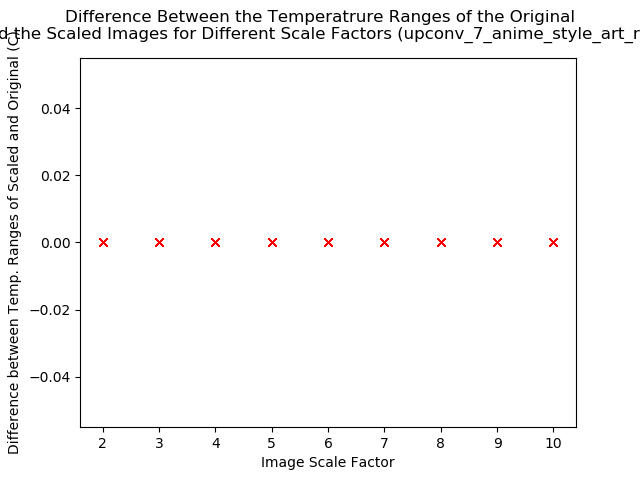 Difference Between the Temperatrure Ranges of the Original
the Scaled Images for Different Scale Factors (upconv_7_anime_style_art_r
Difference between Temp. Ranges of Scaled and Original (C)
0.04
0.02
0.00
−0.02
−0.04
2 3 4 5 6 7 8 9 10
Image Scale Factor